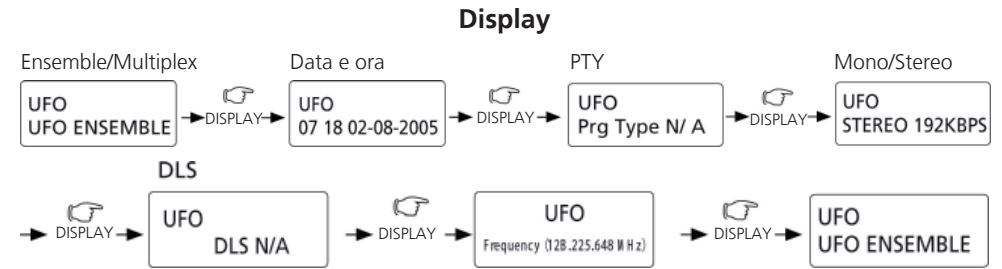 Display
Ensemble/Multiplex Data e ora PTY Mono/Stereo
UFO UFO UFO UFO
UFO ENSEMBLE DISPLAY 07 18 02-08-2005 DISPLAY Prg Type N/ A DISPLAY STEREO 192KBPS
DLS
UFO UFO UFO
DISPLAY DLS N/A DISPLAY Frequency (12B.225.648 MHz) DISPLAY UFO ENSEMBLE